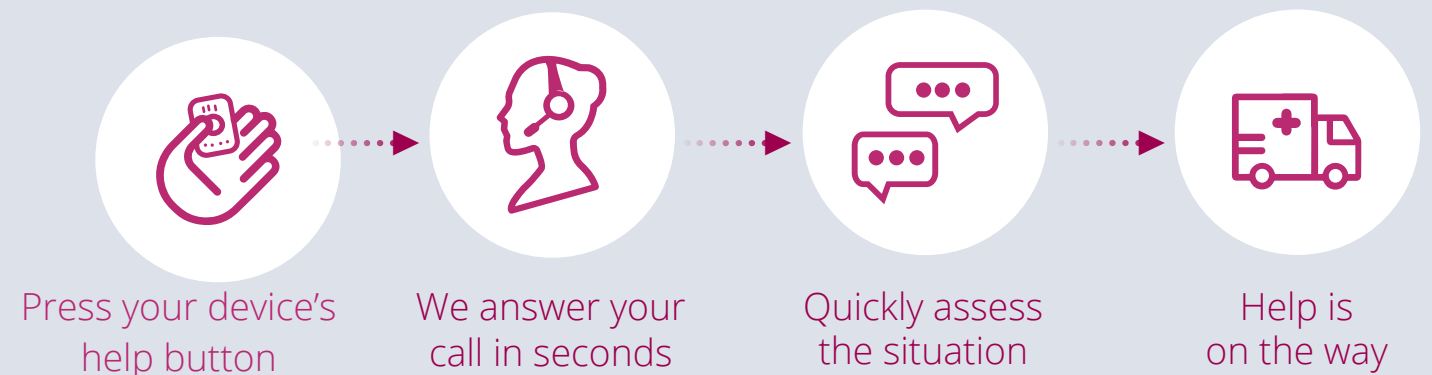 Press your device’s
help button
We answer your
call in seconds
Quickly assess
the situation
Help is
on the way